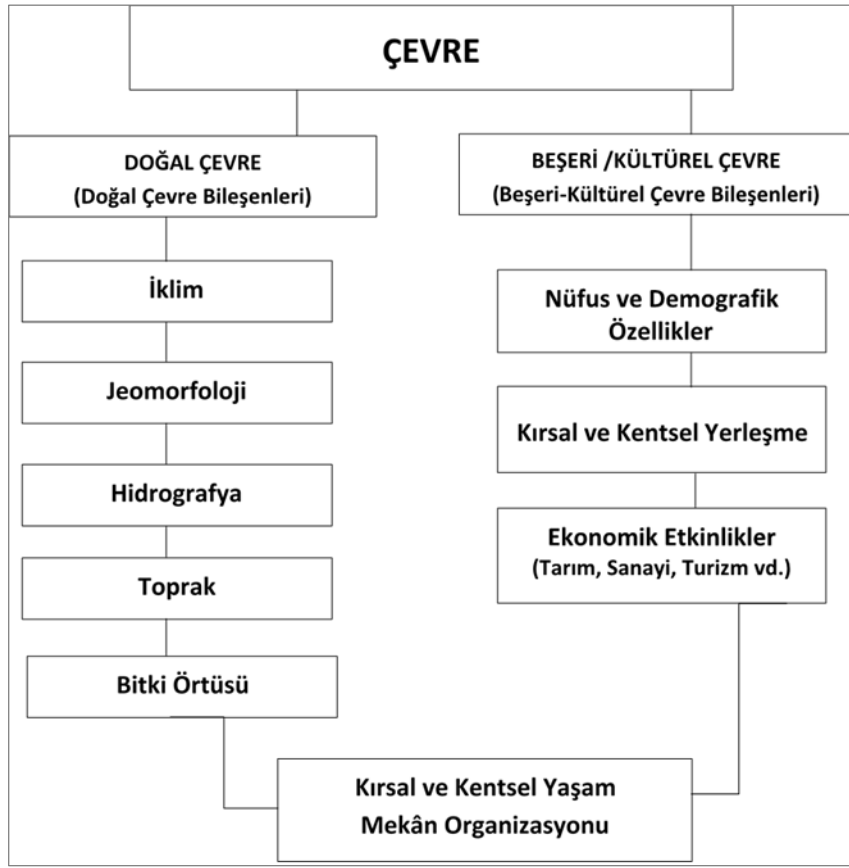 ÇEVRE
DOĞAL ÇEVRE
(Doğal Çevre Bileşenleri)
İklim
Jeomorfoloji
Hidrografya
Toprak
Bitki Örtüsü
BEŞERİ /KÜLTÜREL ÇEVRE
(Beşeri-Kültürel Çevre Bileşenleri)
Nüfus ve Demografik
Özellikler
Kırsal ve Kentsel Yerleşme
Ekonomik Etkinlikler
(Tarım, Sanayi, Turizm vd.)
Kırsal ve Kentsel Yaşam
Mekân Organizasyonu